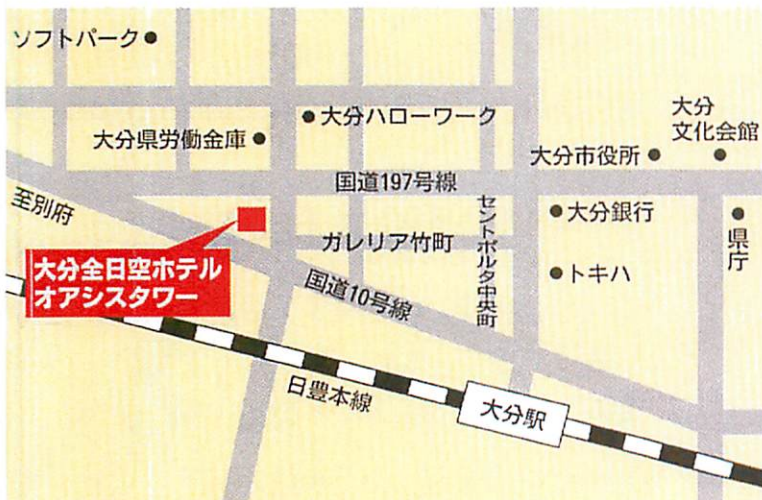 ソフトパーク
大分ハローワーク
大分県労働金庫
大分
文化会館
大分市役所
国道197号線
至別府
大分銀行
セントポルタ中央町
ガレリア竹町
県庁
大分全日空ホテル
オアシスタワー
トキハ
国道10号線
日豊本線
大分駅